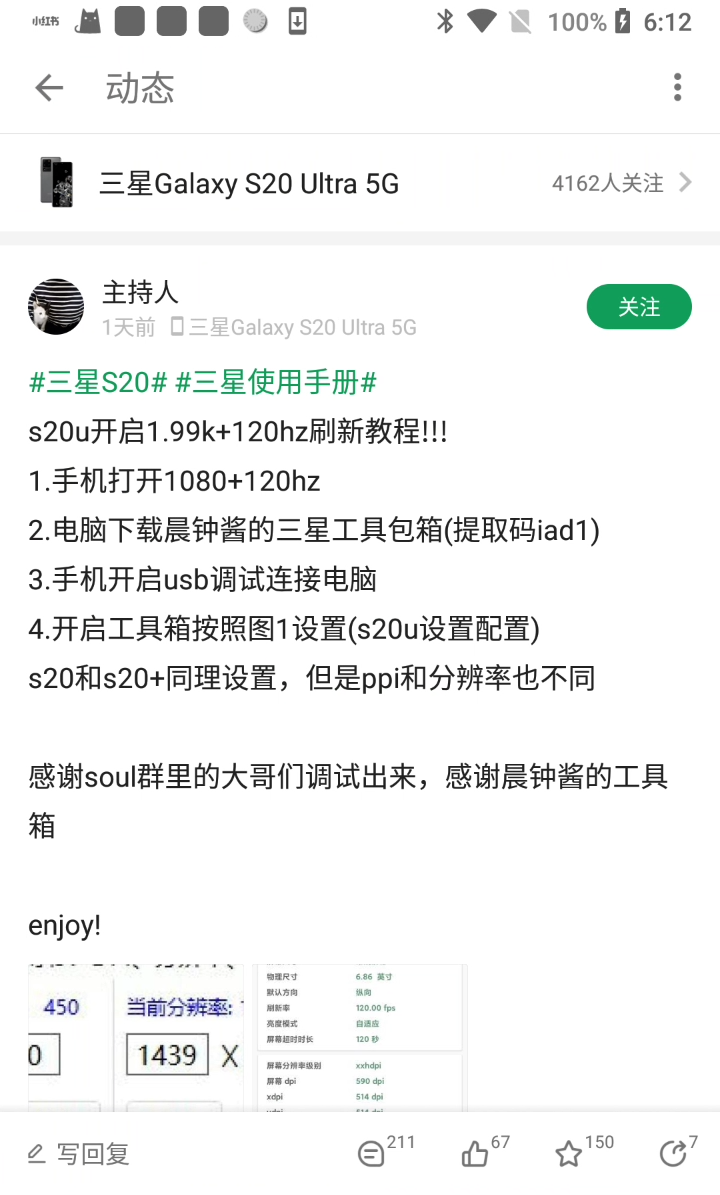 小红书
100%
6:12
动态
三星Galaxy S20 Ultra 5G
4162人关注
主持人
关注
1天前 三星Galaxy S20 Ultra 5G
#三星S20# #三星使用手册#
s20u开启1.99k+120hz刷新教程!!!
1.手机打开1080+120hz
2.电脑下载晨钟酱的三星工具包箱(提取码iad1)
3.手机开启usb调试连接电脑
4.开启工具箱按照图1设置(s20u设置配置)
s20和s20+同理设置，但是ppi和分辨率也不同
感谢soul群里的大哥们调试出来，感谢晨钟酱的工具
箱
enjoy!
450
当前分辨率:
0
1439 X
物理尺寸 6.86 英寸
默认方向 纵向
刷新率 120.00 fps
亮度模式 自适应
屏幕超时时长 120 秒
屏幕分辨率级别 xxhdpi
屏幕 dpi 590 dpi
xdpi 514 dpi
写回复
211
67
150
7